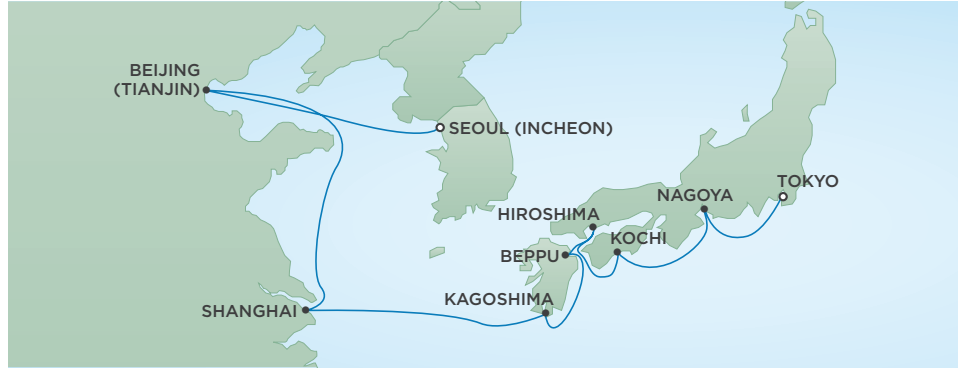 BEIJING
(TIANJIN)
SEOUL (INCHEON)
TOKYO
NAGOYA
HIROSHIMA
KOCHI
BEPPU
KAGOSHIMA
SHANGHAI